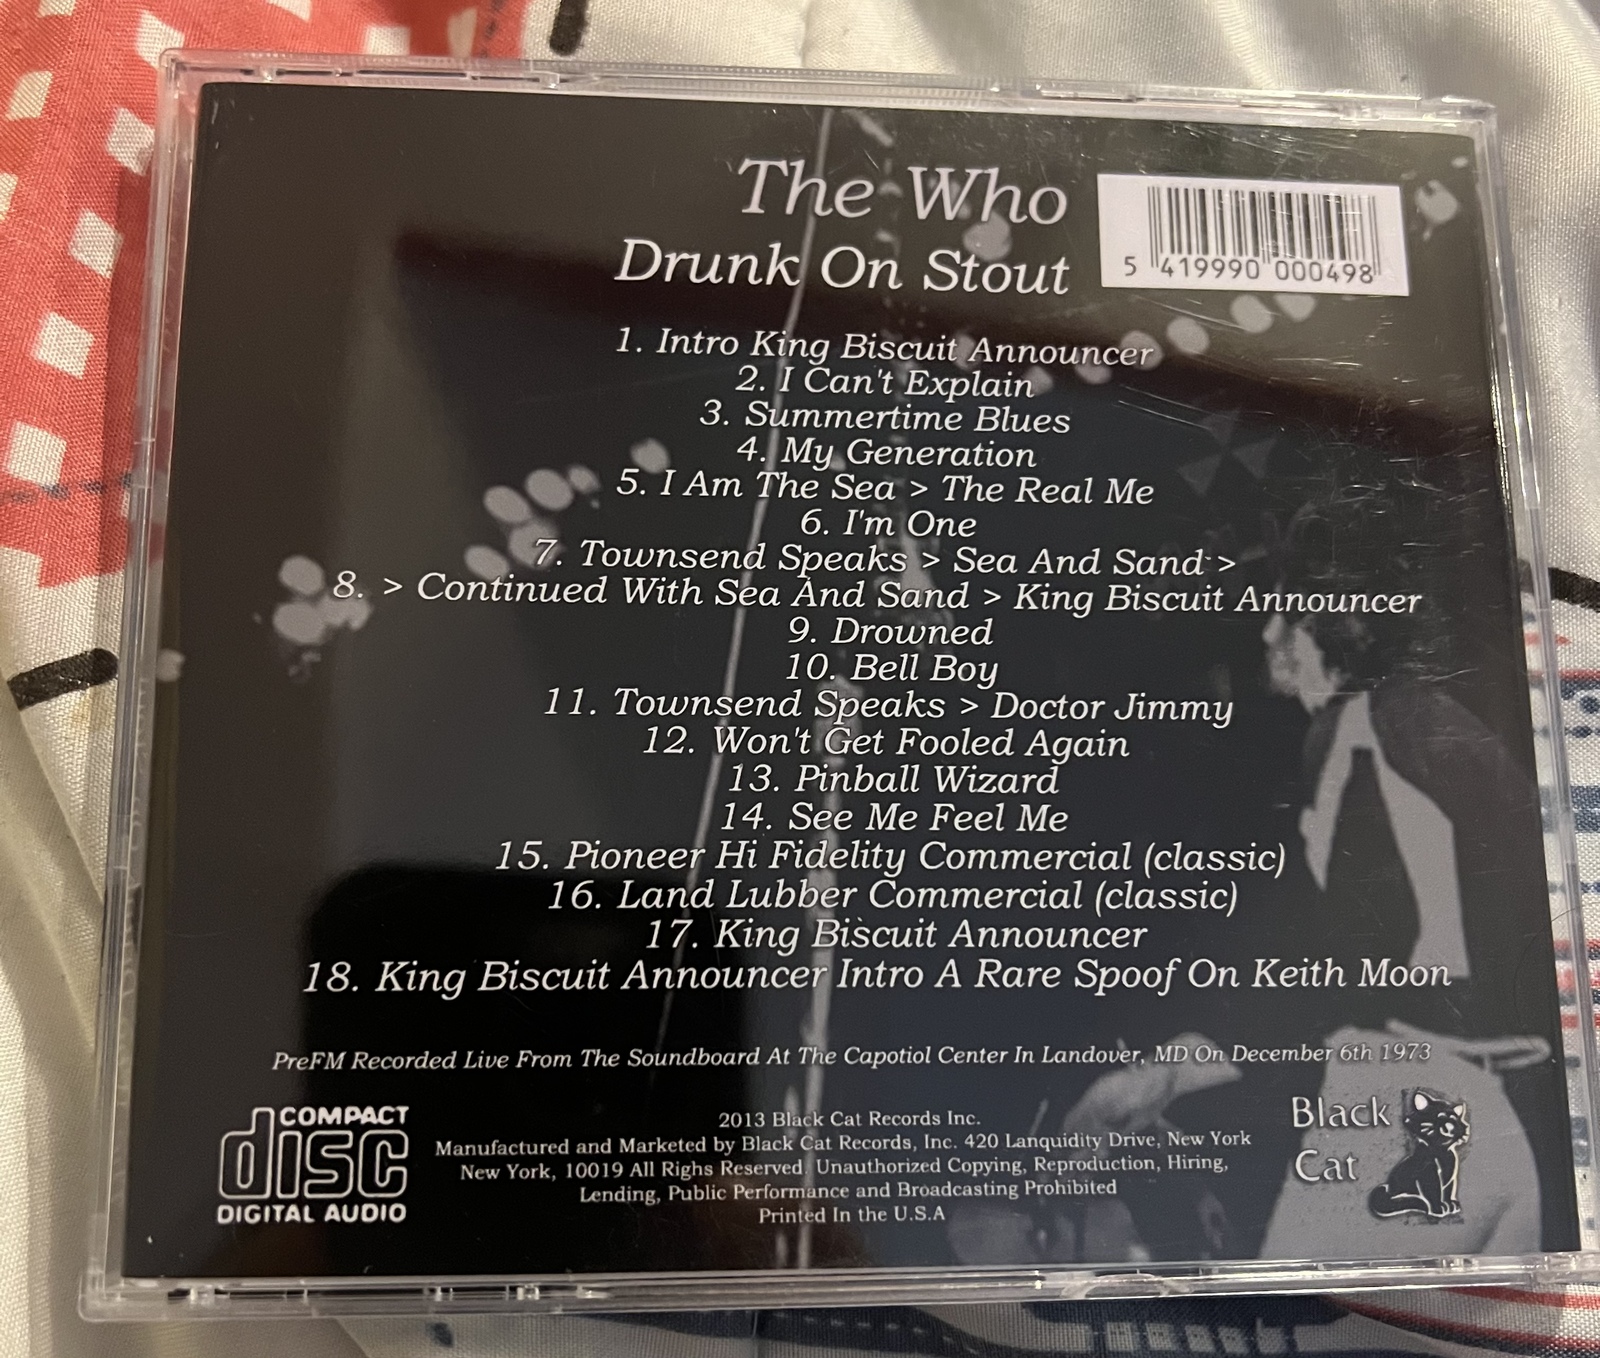 The Who
Drunk On Stout
5 419990 000498
1. Intro King Biscuit Announcer
2. I Can't Explain
3. Summertime Blues
4. My Generation
5. I Am The Sea > The Real Me
6. I'm One
7. Townsend Speaks > Sea And Sand >
8. > Continued With Sea And Sand > King Biscuit Announcer
9. Drowned
10. Bell Boy
11. Townsend Speaks > Doctor Jimmy
12. Won't Get Fooled Again
13. Pinball Wizard
14. See Me Feel Me
15. Pioneer Hi Fidelity Commercial (classic)
16. Land Lubber Commercial (classic)
17. King Biscuit Announcer
18. King Biscuit Announcer Intro A Rare Spoof On Keith Moon
PreFM Recorded Live From The Soundboard At The Capotiol Center In Landover, MD On December 6th 1973
COMPACT
disc
DIGITAL AUDIO
2013 Black Cat Records Inc.
Manufactured and Marketed by Black Cat Records, Inc. 420 Lanquidity Drive, New York
New York, 10019 All Righs Reserved. Unauthorized Copying, Reproduction, Hiring,
Lending, Public Performance and Broadcasting Prohibited
Printed In the U.S.A
Black
Cat